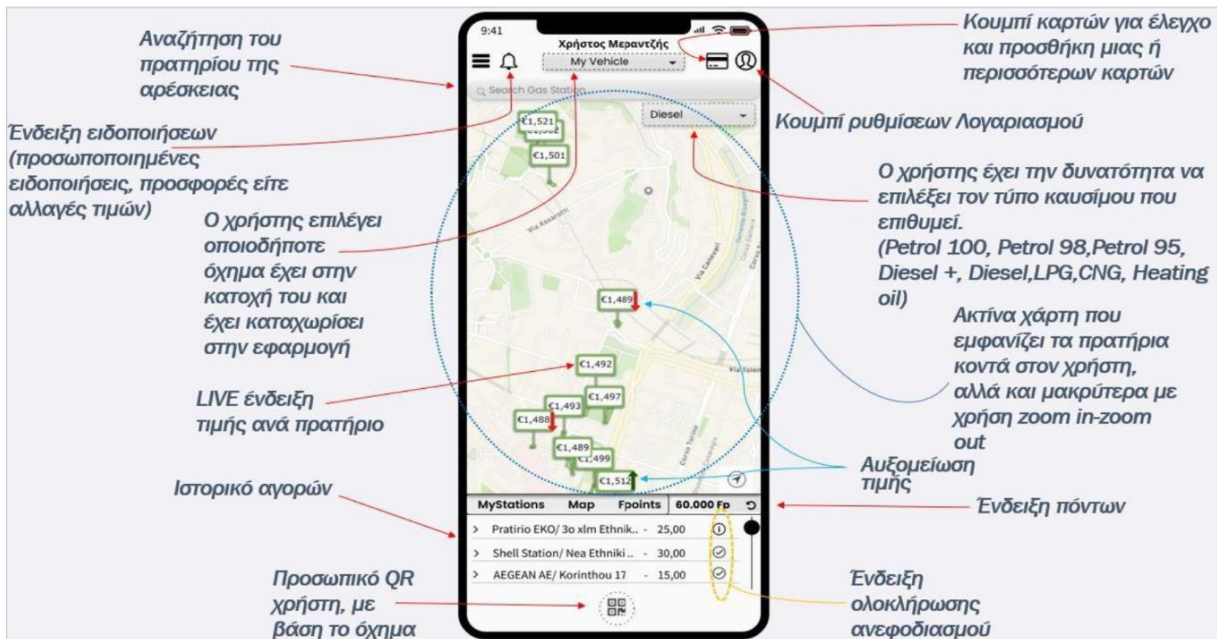 Αναζήτηση του
πρατηρίου της
αρέσκειας
Ένδειξη ειδοποιήσεων
(προσωποποιημένες
ειδοποιήσεις, προσφορές είτε
αλλαγές τιμών)
Ο χρήστης επιλέγει
οποιοδήποτε
όχημα έχει στην
κατοχή του και
έχει καταχωρίσει
στην εφαρμογή
LIVE ένδειξη
τιμής ανά πρατήριο
Ιστορικό αγορών
Προσωπικό QR
χρήστη, με
βάση το όχημα
9:41
Χρήστος Μεραντζής
My Vehicle
Search Gas Station
Diesel
€1,521
€1,501
Via Assarotti
Via Canevari
€1,489
€1,492
€1,497
€1,493
€1,488
€1,489
€1,499
€1,512
Corso Torino
MyStations Map Fpoints 60.000 Fp
> Pratirio EKO/ 3o xlm Ethnik.. - 25,00
> Shell Station/ Nea Ethniki .. - 30,00
> AEGEAN AE/ Korinthou 17 - 15,00
Κουμπί καρτών για έλεγχο
και προσθήκη μιας ή
περισσότερων καρτών
Κουμπί ρυθμίσεων Λογαριασμού
Ο χρήστης έχει την δυνατότητα να
επιλέξει τον τύπο καυσίμου που
επιθυμεί.
(Petrol 100, Petrol 98,Petrol 95,
Diesel +, Diesel,LPG,CNG, Heating
oil)
Ακτίνα χάρτη που
εμφανίζει τα πρατήρια
κοντά στον χρήστη,
αλλά και μακρύτερα με
χρήση zoom in-zoom
out
Αυξομείωση
τιμής
Ένδειξη πόντων
Ένδειξη
ολοκλήρωσης
ανεφοδιασμού